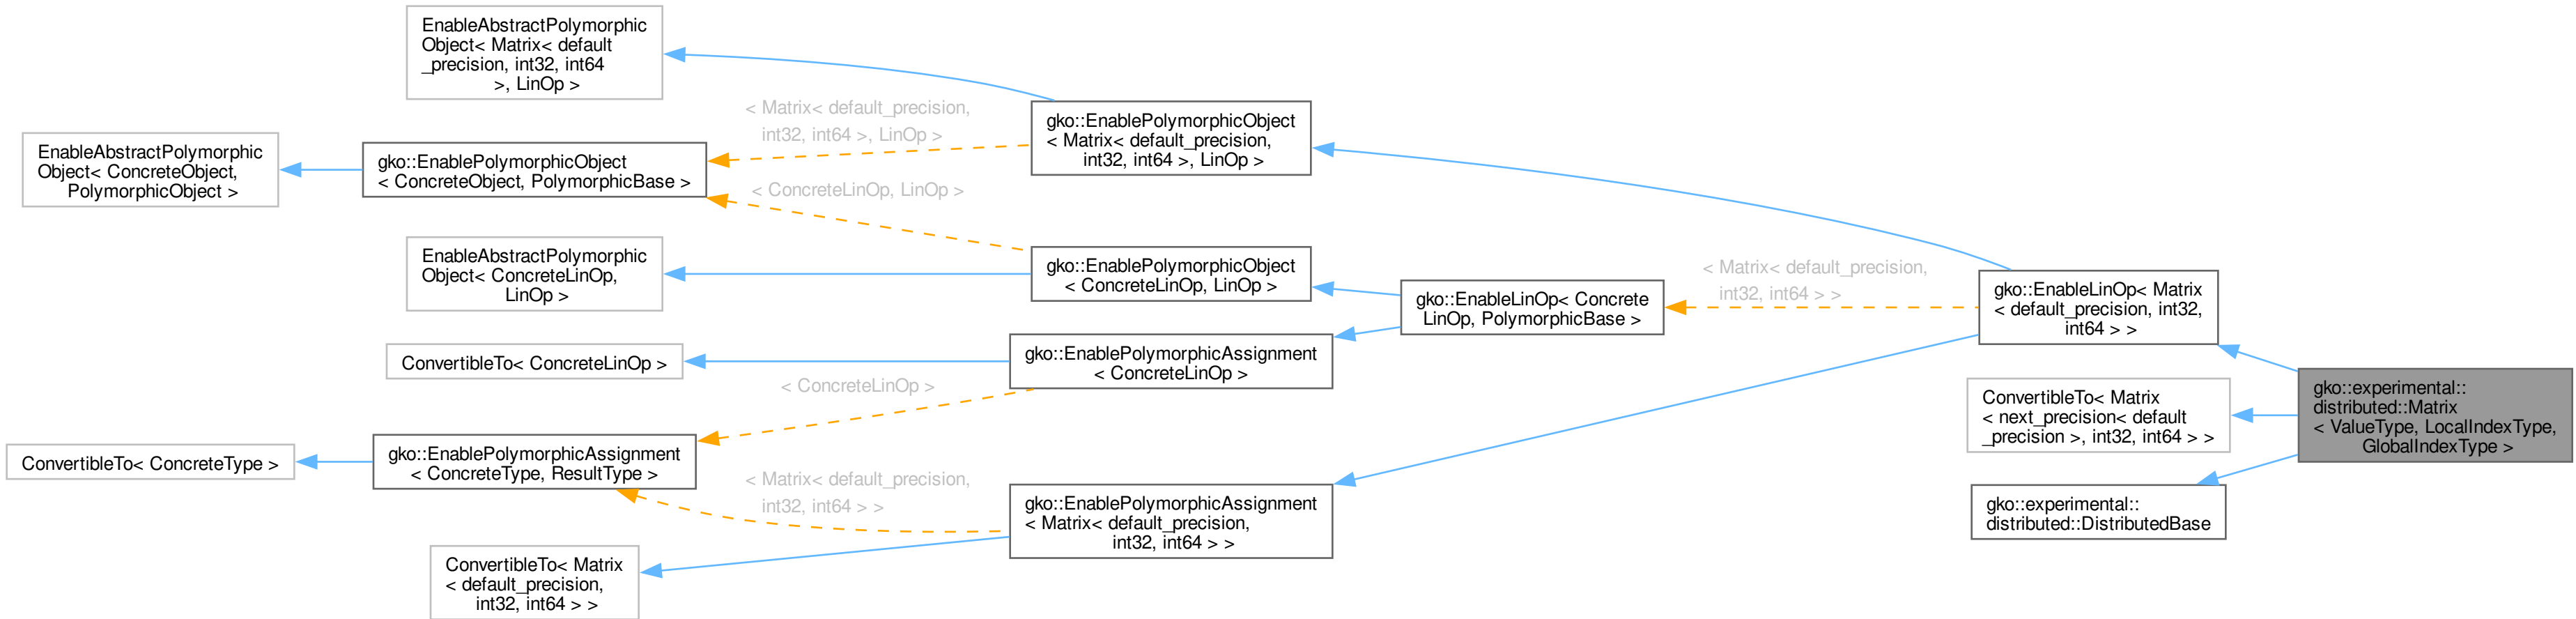 EnableAbstractPolymorphic
Object< Matrix< default
_precision, int32, int64
>, LinOp >
< Matrix< default_precision,
int32, int64 >, LinOp >
gko::EnablePolymorphicObject
< Matrix< default_precision,
int32, int64 >, LinOp >
EnableAbstractPolymorphic
Object< ConcreteObject,
PolymorphicObject >
gko::EnablePolymorphicObject
< ConcreteObject, PolymorphicBase >
< ConcreteLinOp, LinOp >
EnableAbstractPolymorphic
Object< ConcreteLinOp,
LinOp >
gko::EnablePolymorphicObject
< ConcreteLinOp, LinOp >
gko::EnableLinOp< Concrete
LinOp, PolymorphicBase >
< Matrix< default_precision,
int32, int64 > >
gko::EnableLinOp< Matrix
< default_precision, int32,
int64 > >
ConvertibleTo< ConcreteLinOp >
gko::EnablePolymorphicAssignment
< ConcreteLinOp >
< ConcreteLinOp >
ConvertibleTo< Matrix
< next_precision< default
_precision >, int32, int64 > >
gko::experimental::
distributed::Matrix
< ValueType, LocalIndexType,
GlobalIndexType >
ConvertibleTo< ConcreteType >
gko::EnablePolymorphicAssignment
< ConcreteType, ResultType >
< Matrix< default_precision,
int32, int64 > >
gko::EnablePolymorphicAssignment
< Matrix< default_precision,
int32, int64 > >
gko::experimental::
distributed::DistributedBase
ConvertibleTo< Matrix
< default_precision,
int32, int64 > >